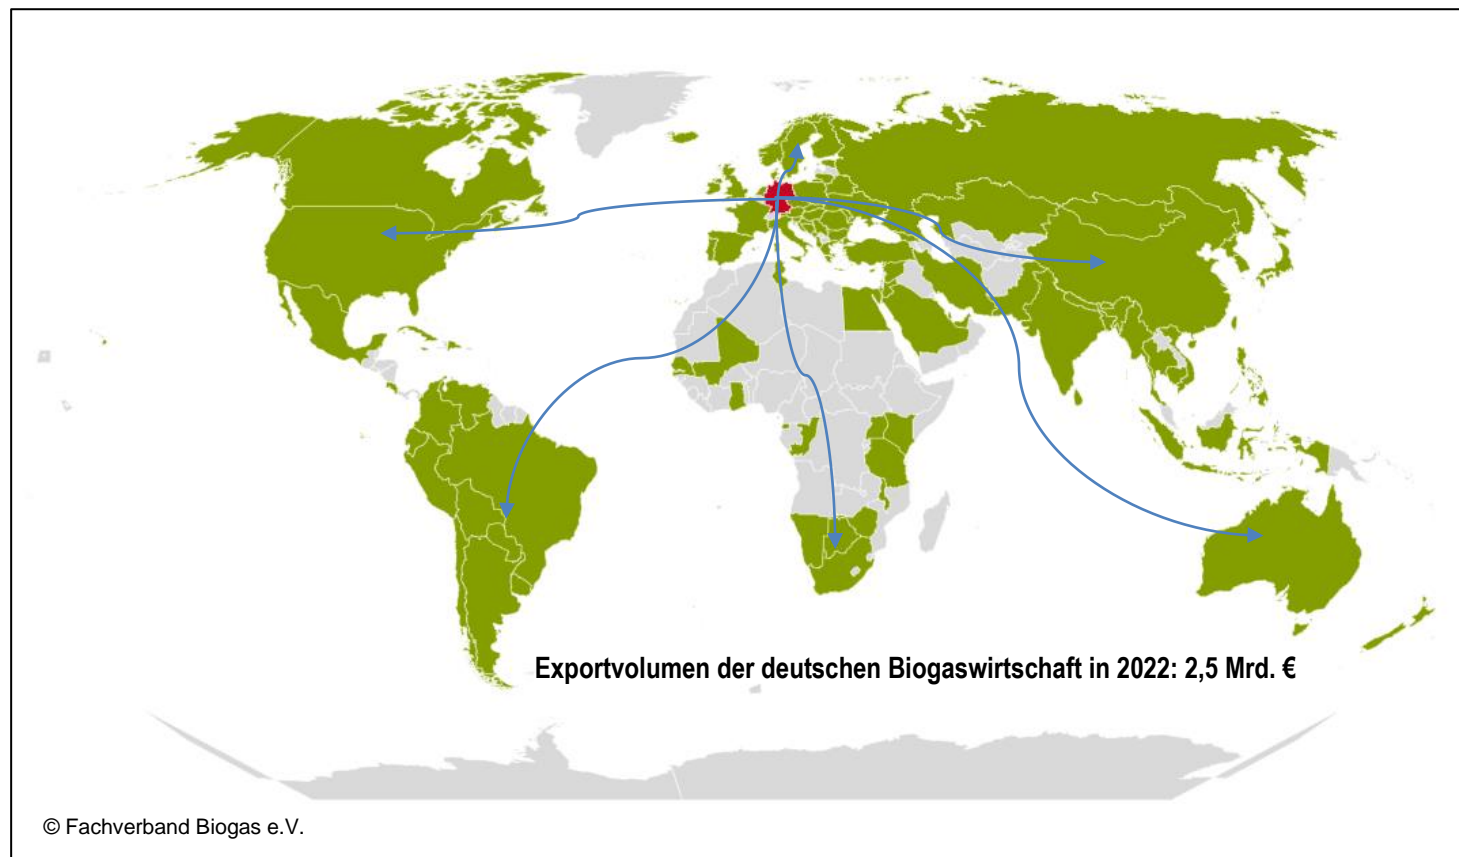 Exportvolumen der deutschen Biogaswirtschaft in 2022: 2,5 Mrd. €
© Fachverband Biogas e.V.